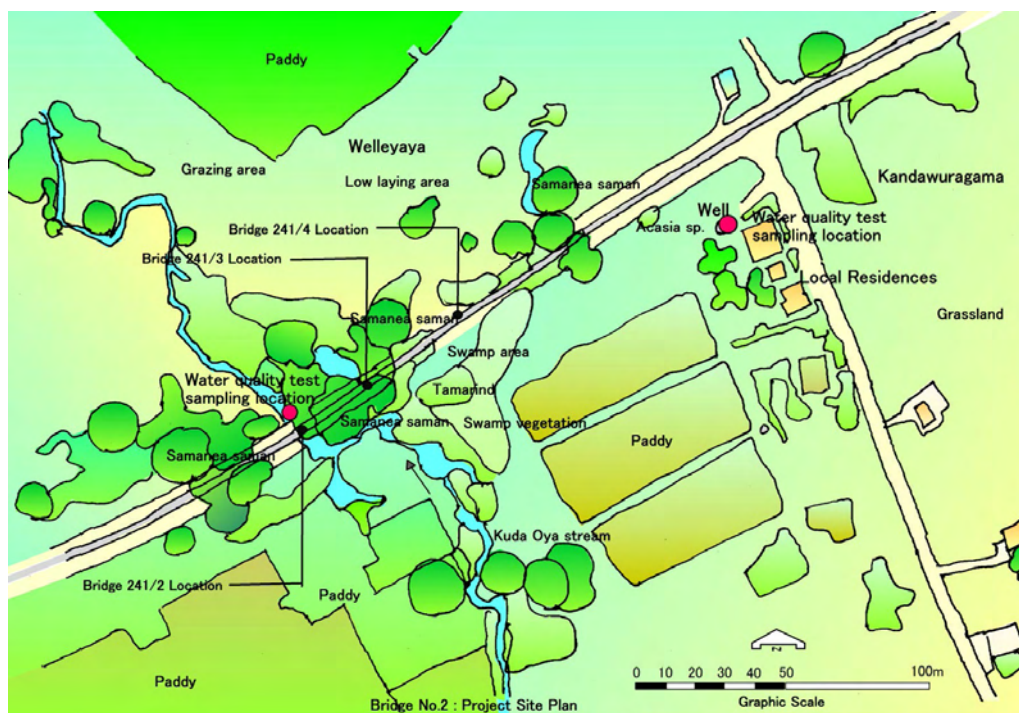 Paddy
Welleyaya
Grazing area
Low laying area
Samanea saman
Kandawuragama
Bridge 241/4 Location
Acasia sp.
Well
Water quality test
sampling location
Bridge 241/3 Location
Local Residences
Grassland
Samanea saman
Swamp area
Water quality test
sampling location
Tamarind
Samanea saman
Swamp vegetation
Paddy
Samanea saman
Kuda Oya stream
Bridge 241/2 Location
Paddy
Paddy
N
0 10 20 30 40 50 100m
Graphic Scale
Bridge No.2 : Project Site Plan